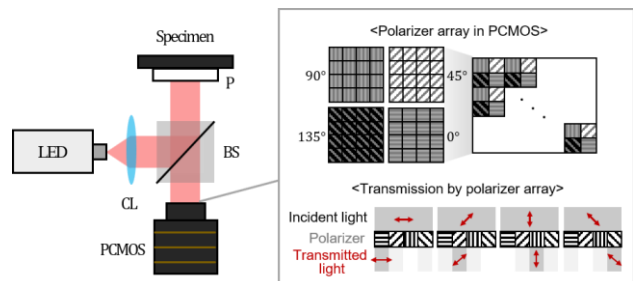 Specimen
P
LED
BS
CL
PCMOS
<Polarizer array in PCMOS>
90°
45°
135°
0°
<Transmission by polarizer array>
Incident light
Polarizer
Transmitted
light